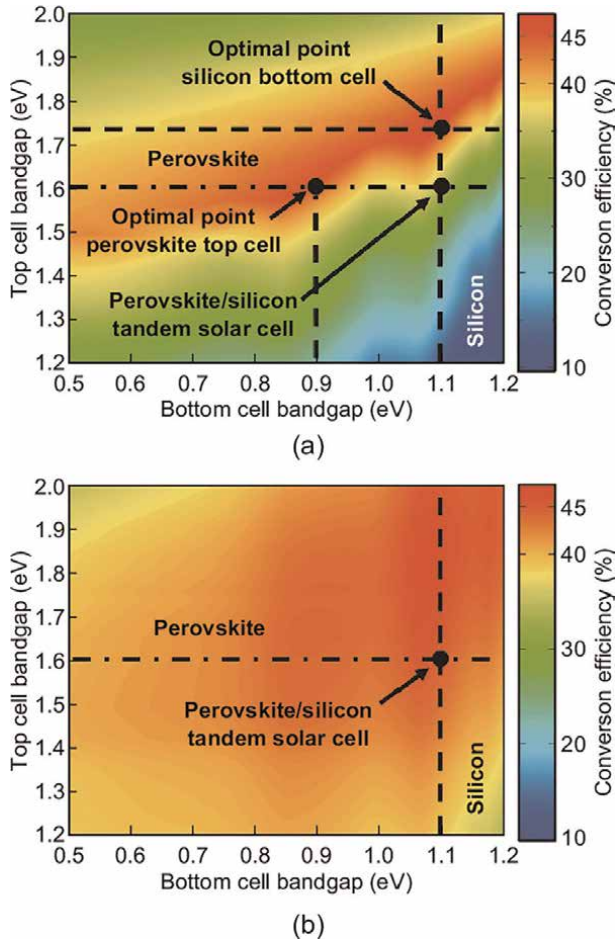 2.0
1.9
1.8
1.7
1.6
1.5
1.4
1.3
1.2
Top cell bandgap (eV)
Optimal point
silicon bottom cell
Perovskite
Optimal point
perovskite top cell
Perovskite/silicon
tandem solar cell
Silicon
0.5 0.6 0.7 0.8 0.9 1.0 1.1 1.2
Bottom cell bandgap (eV)
45
40
30
20
10
Converson efficiency (%)
(a)
2.0
1.9
1.8
1.7
1.6
1.5
1.4
1.3
1.2
Top cell bandgap (eV)
Perovskite
Perovskite/silicon
tandem solar cell
Silicon
0.5 0.6 0.7 0.8 0.9 1.0 1.1 1.2
Bottom cell bandgap (eV)
45
40
30
20
10
Converson efficiency (%)
(b)